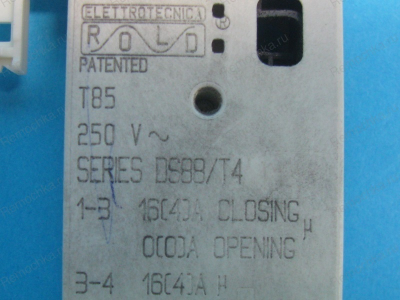 ELETTROTECNICA
ROLD ®
PATENTED
T85
250 V~
SERIES DS88/T4
1-3 16(4)A CLOSING
0(0)A OPENING μ
3-4 16(4)A μ